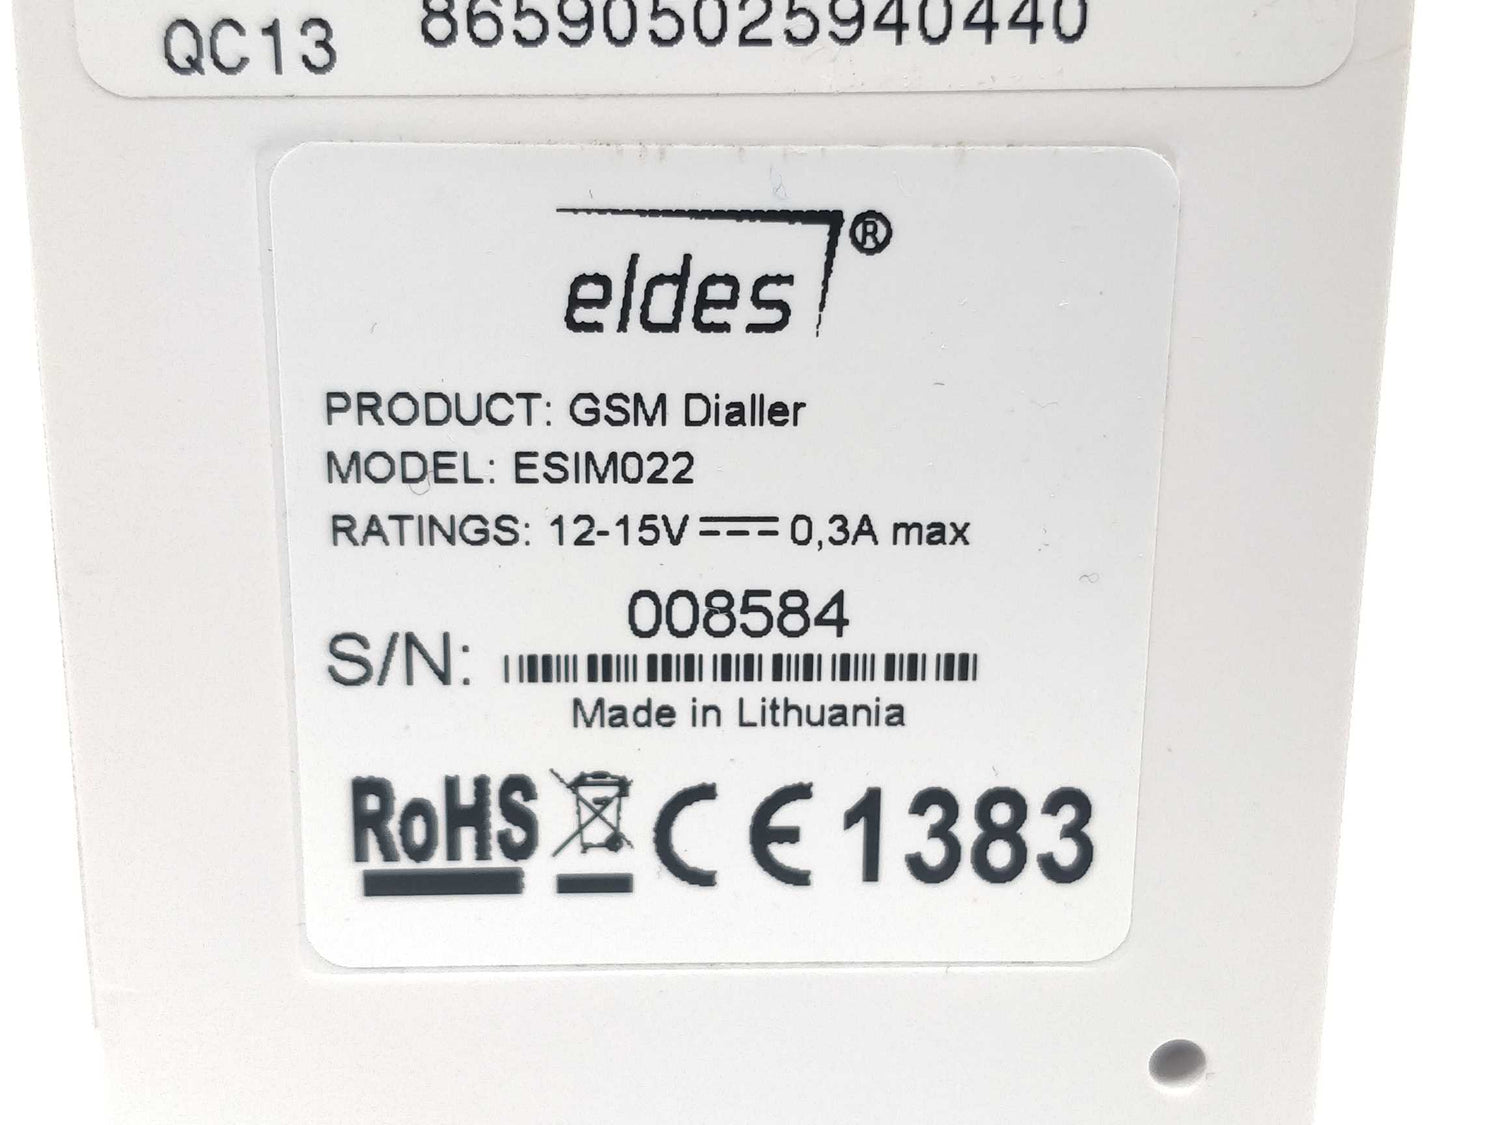 QC13 865905025940440
eldes®
PRODUCT: GSM Dialler
MODEL: ESIM022
RATINGS: 12-15V ⎓ 0,3A max
008584
S/N:
Made in Lithuania
RoHS CE 1383